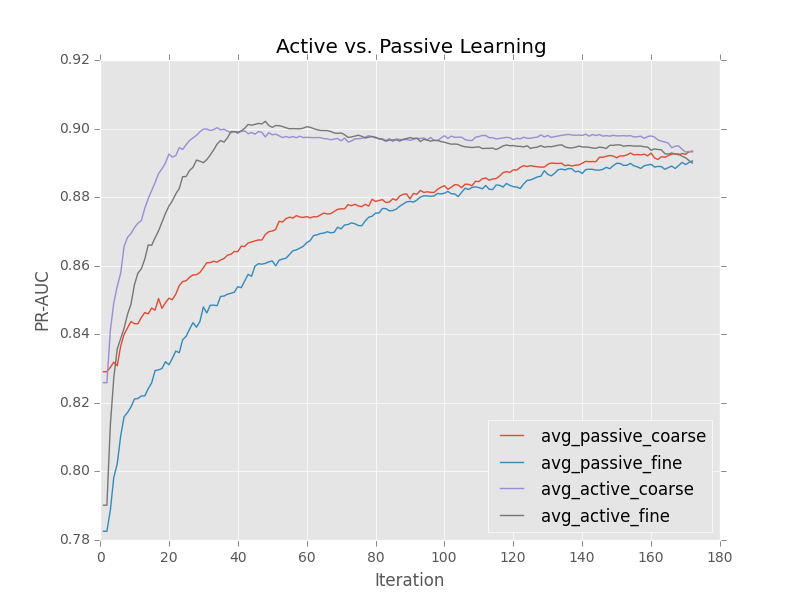 Active vs. Passive Learning
0.92
0.90
0.88
0.86
0.84
0.82
0.80
0.78
PR-AUC
0 20 40 60 80 100 120 140 160 180
Iteration
avg_passive_coarse
avg_passive_fine
avg_active_coarse
avg_active_fine